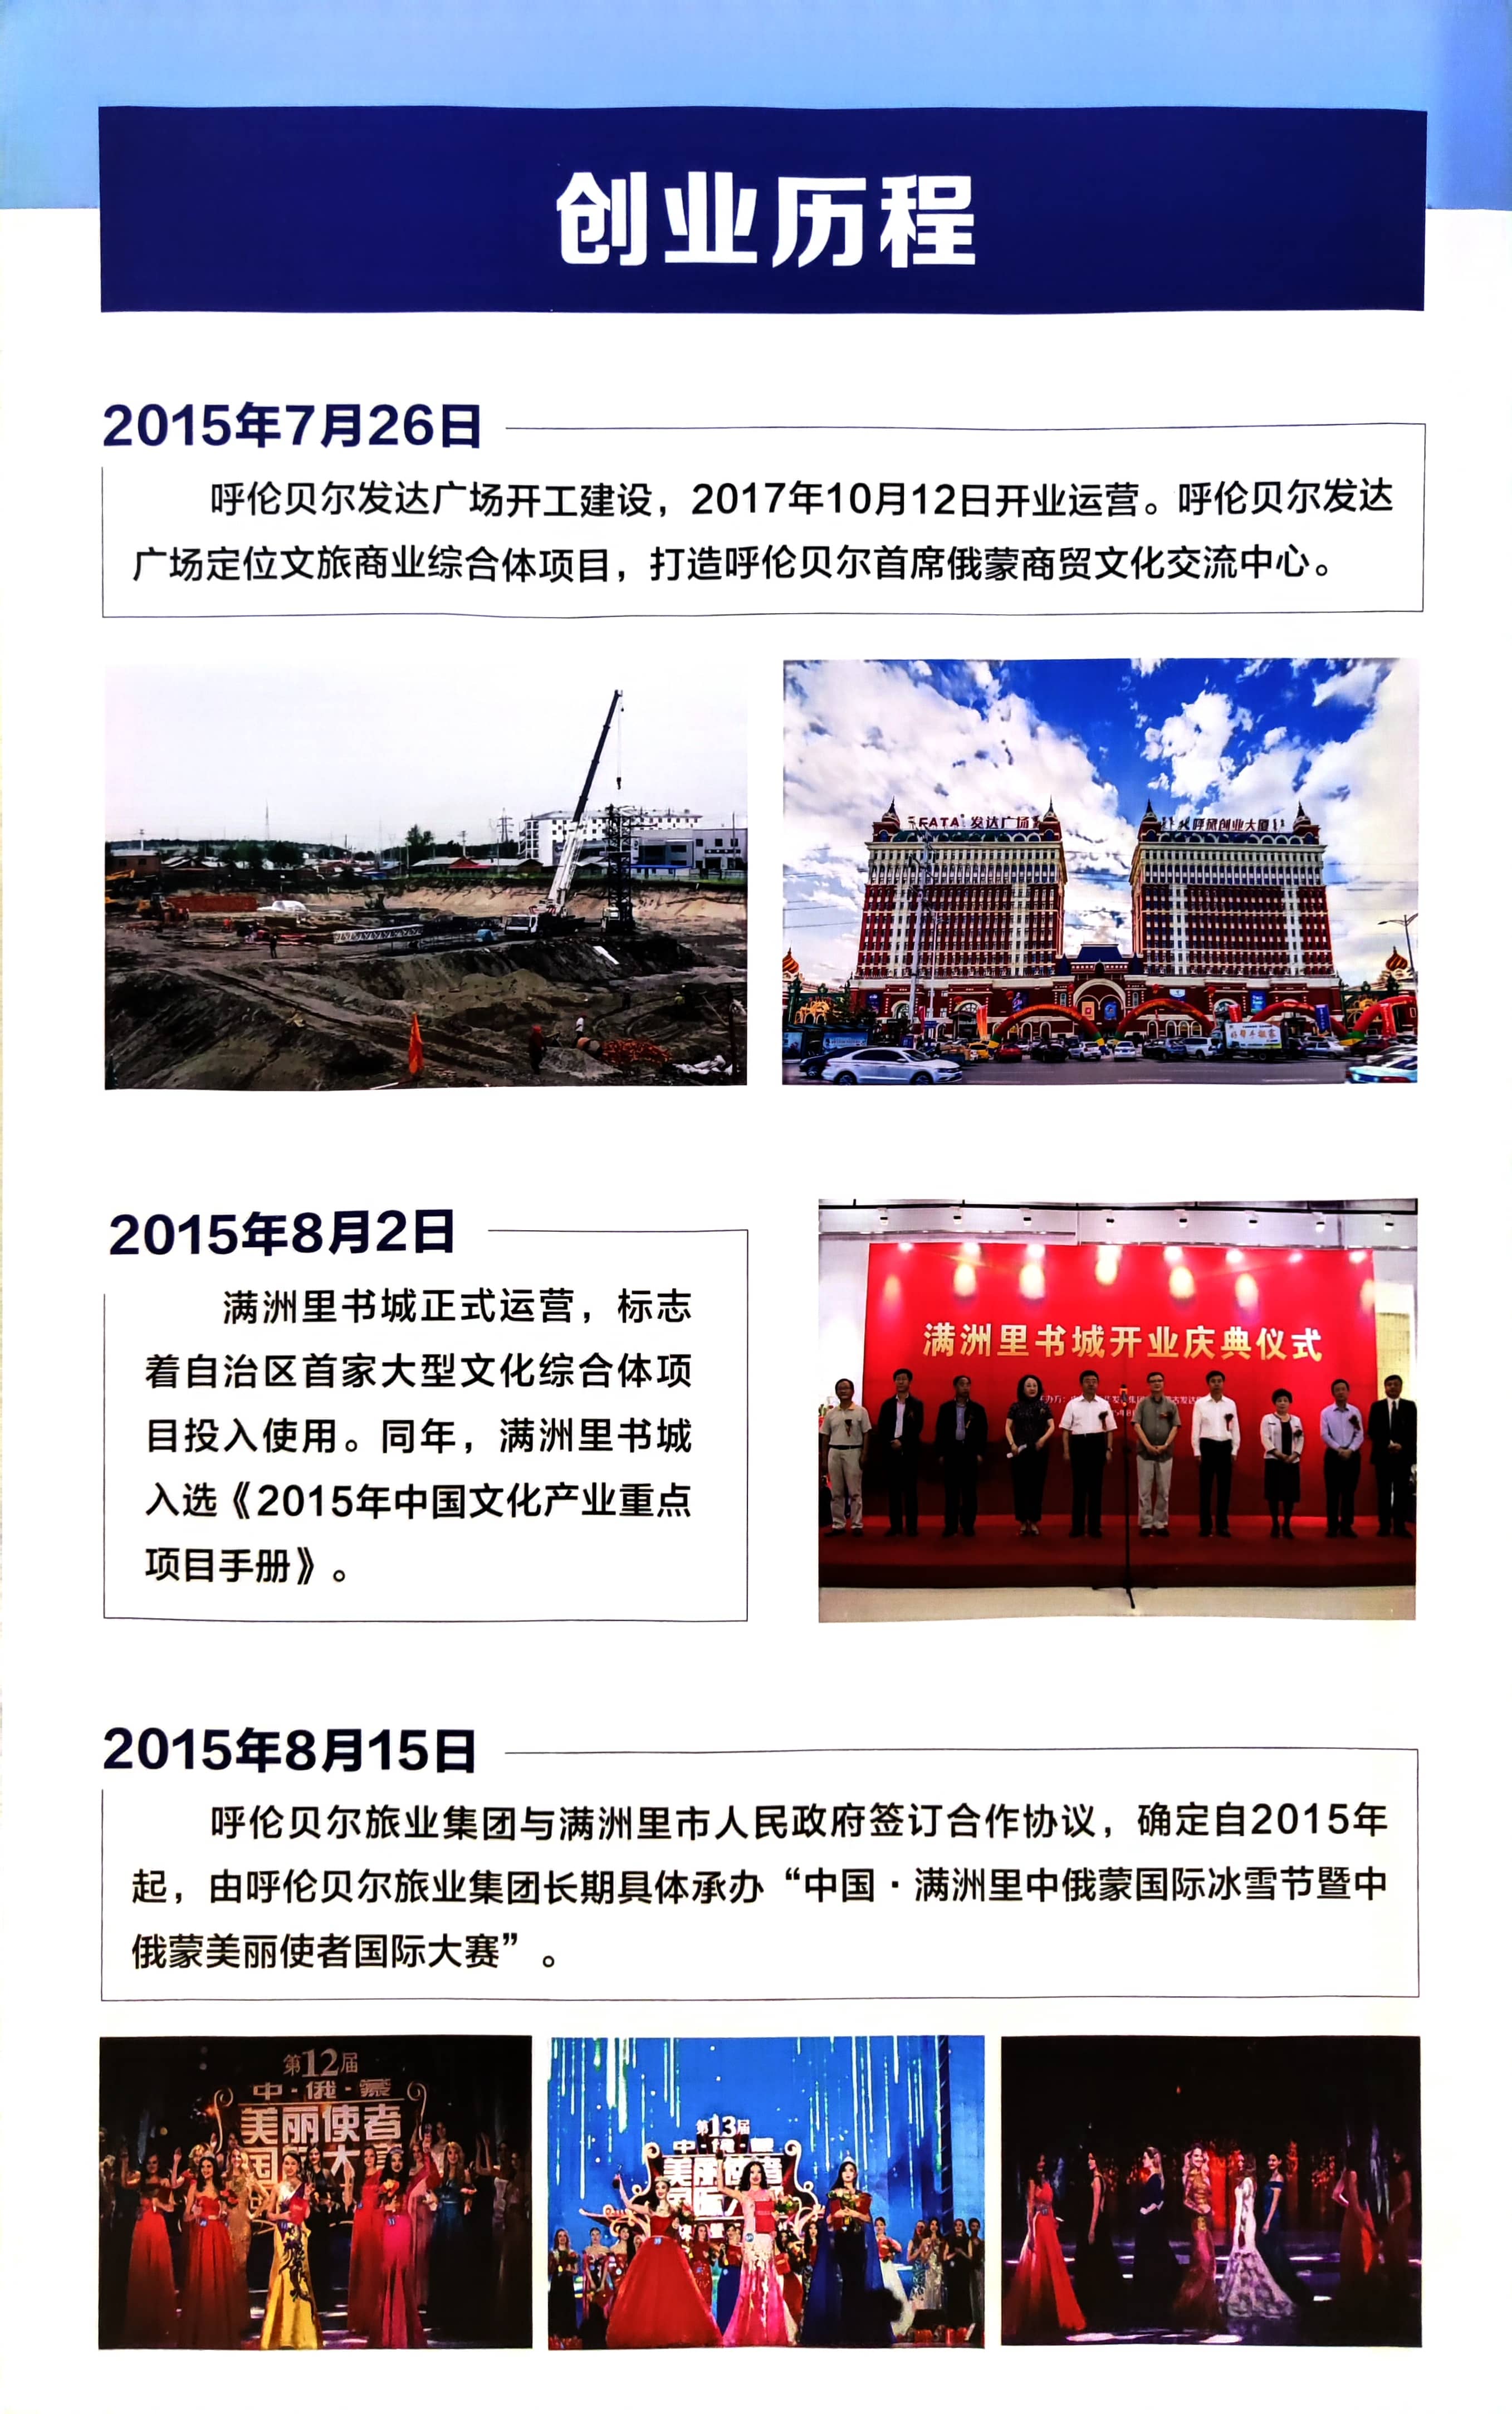 创业历程
2015年7月26日
呼伦贝尔发达广场开工建设，2017年10月12日开业运营。呼伦贝尔发达
广场定位文旅商业综合体项目，打造呼伦贝尔首席俄蒙商贸文化交流中心。
FATA 发达广场
呼伦创业大厦
2015年8月2日
满洲里书城正式运营，标志
着自治区首家大型文化综合体项
目投入使用。同年，满洲里书城
入选《2015年中国文化产业重点
项目手册》。
满洲里书城开业庆典仪式
2015年8月15日
呼伦贝尔旅业集团与满洲里市人民政府签订合作协议，确定自2015年
起，由呼伦贝尔旅业集团长期具体承办“中国·满洲里中俄蒙国际冰雪节暨中
俄蒙美丽使者国际大赛”。
第12届
中·俄·蒙
美丽使者
国际大赛
第13届
中·俄·蒙
美丽使者
国际大赛